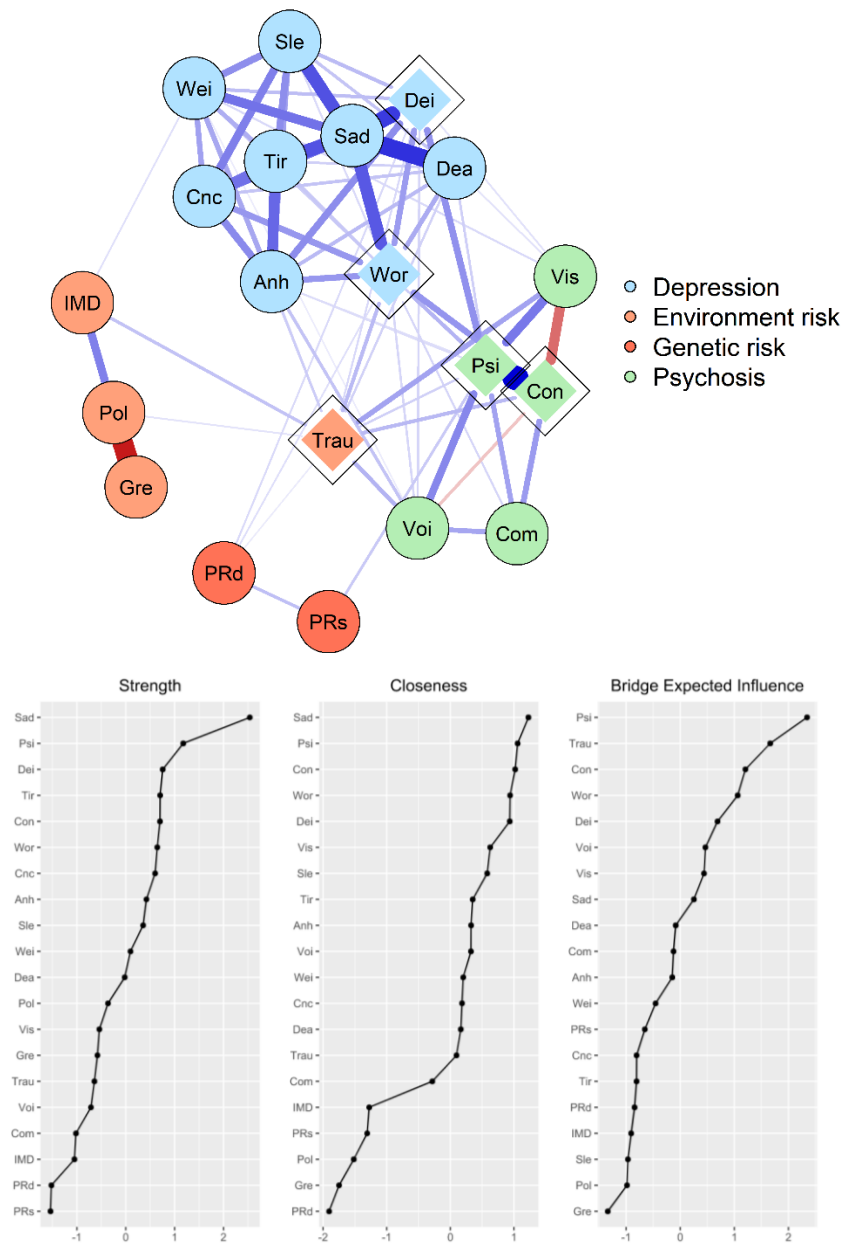 Sle
Wei
Dei
Sad
Tir
Dea
Cnc
Anh
Wor
Vis
IMD
Psi
Con
Pol
Trau
Gre
Voi
Com
PRd
PRs
Depression
Environment risk
Genetic risk
Psychosis
Strength
Sad
Psi
Dei
Tir
Con
Wor
Cnc
Anh
Sle
Wei
Dea
Pol
Vis
Gre
Trau
Voi
Com
IMD
PRd
PRs
-1 0 1 2
Closeness
Sad
Psi
Con
Wor
Dei
Vis
Sle
Tir
Anh
Voi
Wei
Cnc
Dea
Trau
Com
IMD
PRs
Pol
Gre
PRd
-2 -1 0 1
Bridge Expected Influence
Psi
Trau
Con
Wor
Dei
Voi
Vis
Sad
Dea
Com
Anh
Wei
PRs
Cnc
Tir
PRd
IMD
Sle
Pol
Gre
-1 0 1 2